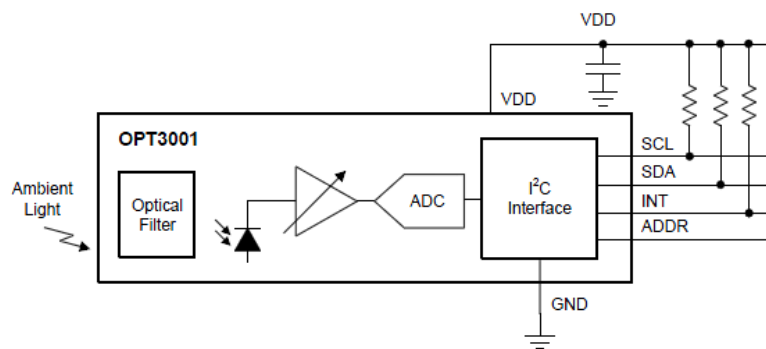 VDD
VDD
OPT3001
SCL
Ambient
Light
Optical
Filter
ADC
I²C
Interface
SDA
INT
ADDR
GND